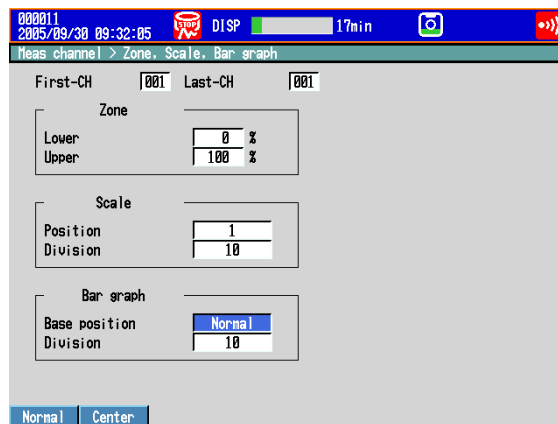 000011
2005/09/30 09:32:05 STOP DISP 17min
Meas channel > Zone, Scale, Bar graph
First-CH 001 Last-CH 001
Zone
Lower 0 %
Upper 100 %
Scale
Position 1
Division 10
Bar graph
Base position Normal
Division 10
Normal Center